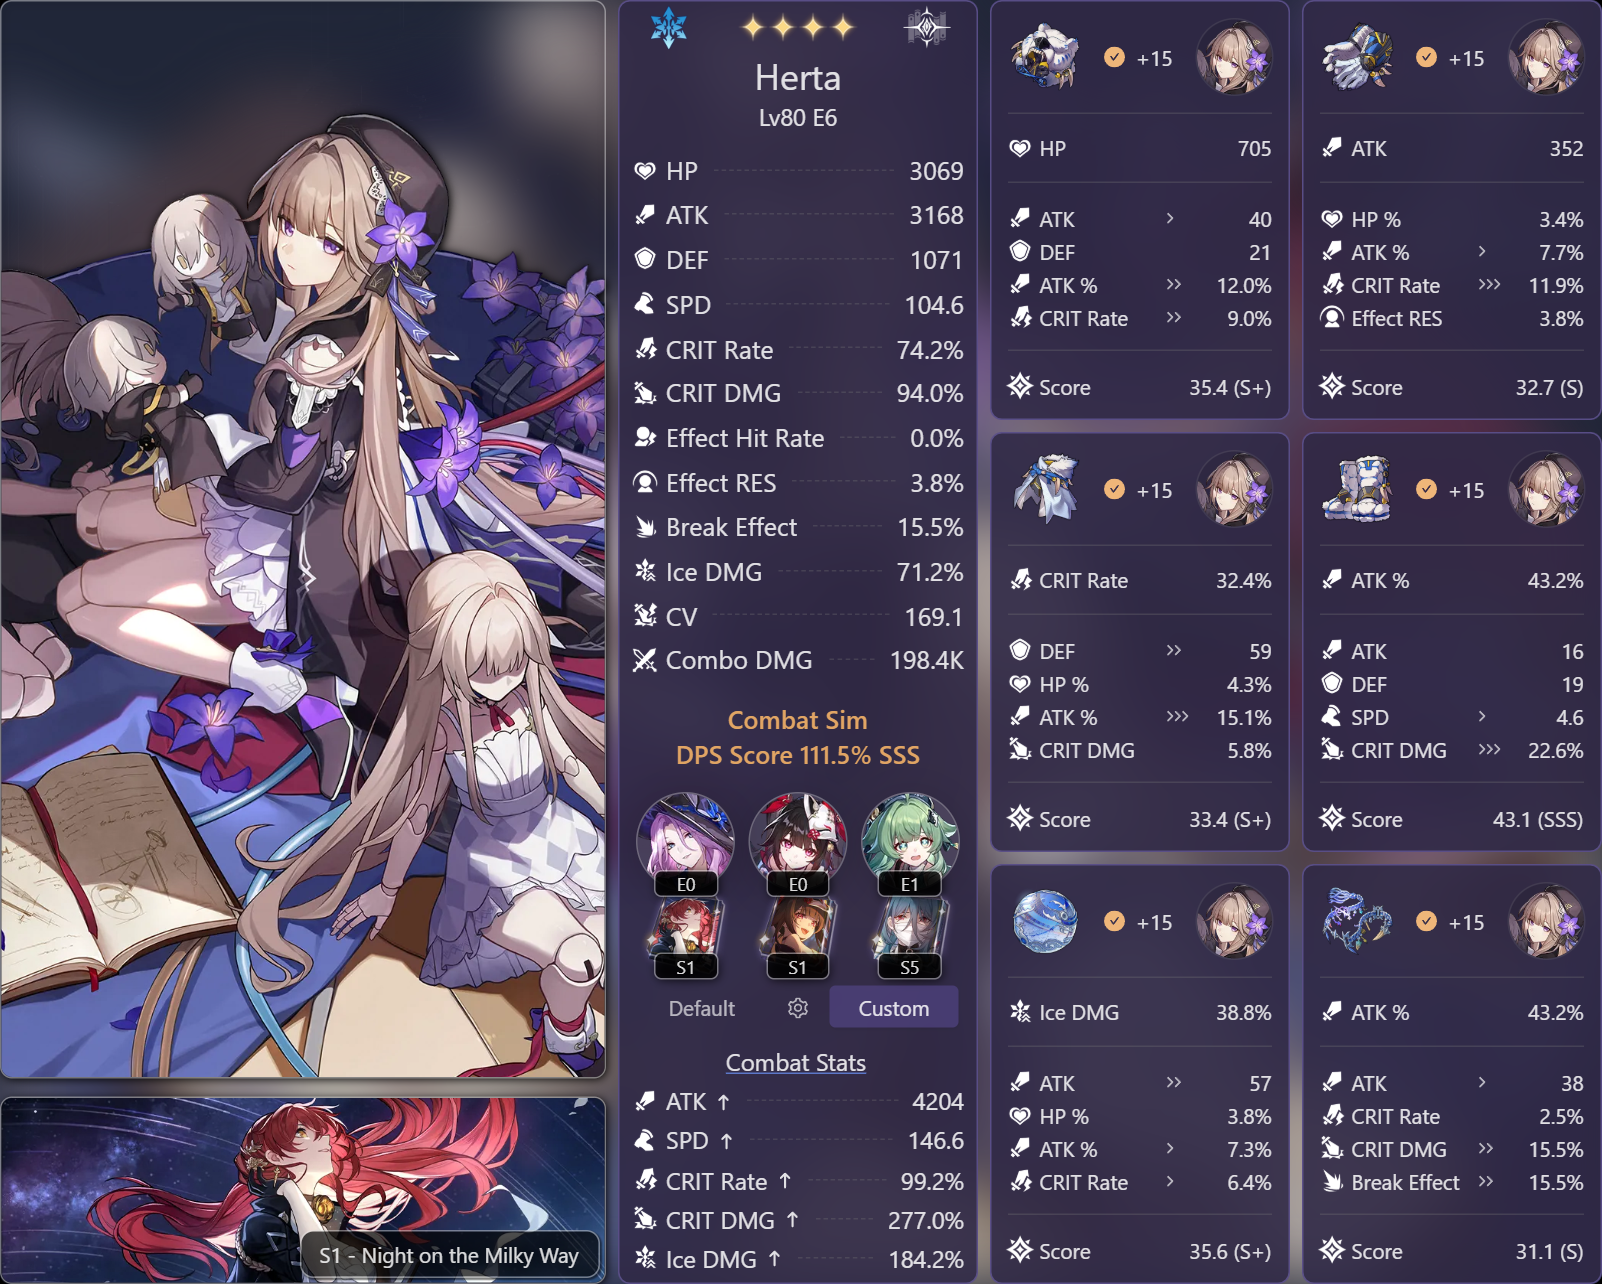 Herta
Lv80 E6
HP 3069
ATK 3168
DEF 1071
SPD 104.6
CRIT Rate 74.2%
CRIT DMG 94.0%
Effect Hit Rate 0.0%
Effect RES 3.8%
Break Effect 15.5%
Ice DMG 71.2%
CV 169.1
Combo DMG 198.4K
Combat Sim
DPS Score 111.5% SSS
E0 E0 E1
S1 S1 S5
Default Custom
Combat Stats
ATK ↑ 4204
SPD ↑ 146.6
CRIT Rate ↑ 99.2%
CRIT DMG ↑ 277.0%
Ice DMG ↑ 184.2%
S1 - Night on the Milky Way
+15
HP 705
ATK › 40
DEF 21
ATK % ›› 12.0%
CRIT Rate ›› 9.0%
Score 35.4 (S+)
+15
ATK 352
HP % 3.4%
ATK % › 7.7%
CRIT Rate ››› 11.9%
Effect RES 3.8%
Score 32.7 (S)
+15
CRIT Rate 32.4%
DEF ›› 59
HP % 4.3%
ATK % ››› 15.1%
CRIT DMG 5.8%
Score 33.4 (S+)
+15
ATK % 43.2%
ATK 16
DEF 19
SPD › 4.6
CRIT DMG ››› 22.6%
Score 43.1 (SSS)
+15
Ice DMG 38.8%
ATK ›› 57
HP % 3.8%
ATK % › 7.3%
CRIT Rate › 6.4%
Score 35.6 (S+)
+15
ATK % 43.2%
ATK › 38
CRIT Rate 2.5%
CRIT DMG ›› 15.5%
Break Effect ›› 15.5%
Score 31.1 (S)